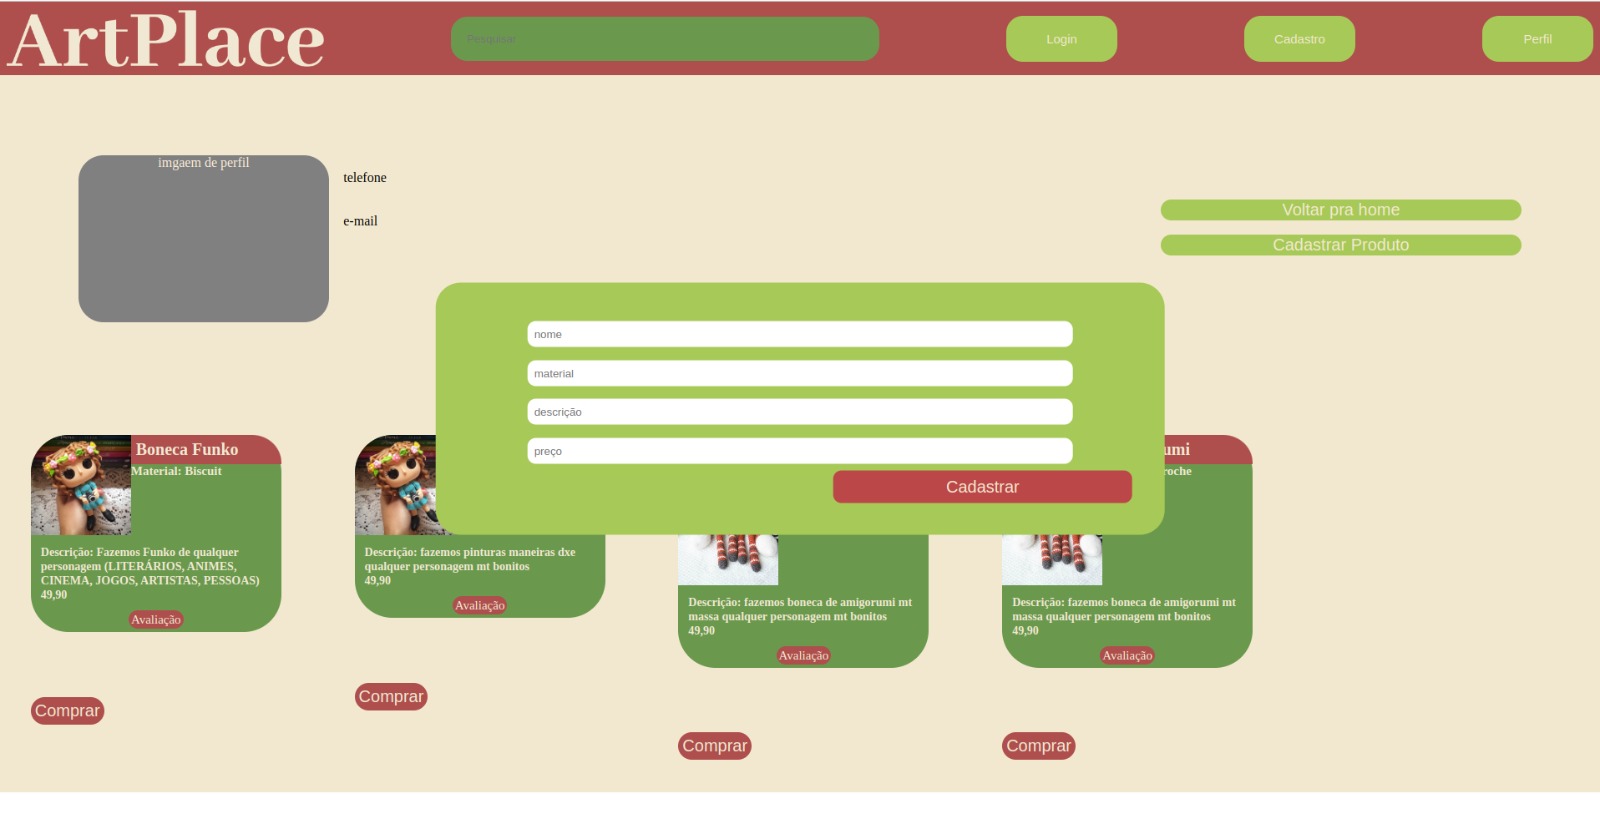 ArtPlace
Pesquisar
Login
Cadastro
Perfil
imgaem de perfil
telefone
e-mail
Voltar pra home
Cadastrar Produto
nome
material
descrição
preço
Cadastrar
Boneca Funko
Material: Biscuit
Descrição: Fazemos Funko de qualquer
personagem (LITERÁRIOS, ANIMES,
CINEMA, JOGOS, ARTISTAS, PESSOAS)
49,90
Avaliação
Comprar
Descrição: fazemos pinturas maneiras dxe
qualquer personagem mt bonitos
49,90
Avaliação
Comprar
Descrição: fazemos boneca de amigorumi mt
massa qualquer personagem mt bonitos
49,90
Avaliação
Comprar
umi
roche
Descrição: fazemos boneca de amigorumi mt
massa qualquer personagem mt bonitos
49,90
Avaliação
Comprar